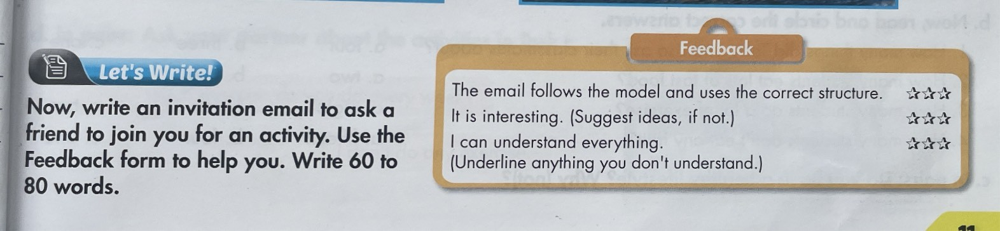 Let's Write!
Now, write an invitation email to ask a
friend to join you for an activity. Use the
Feedback form to help you. Write 60 to
80 words.
Feedback
The email follows the model and uses the correct structure. ☆☆☆
It is interesting. (Suggest ideas, if not.) ☆☆☆
I can understand everything. ☆☆☆
(Underline anything you don't understand.)
11